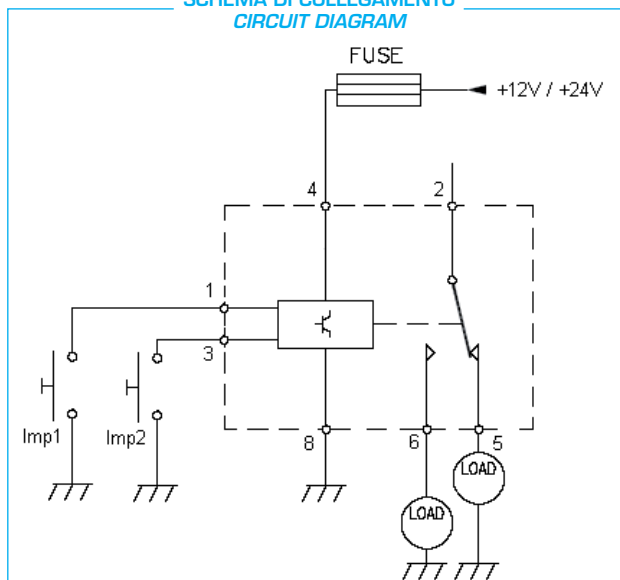 SCHEMA DI COLLEGAMENTO
CIRCUIT DIAGRAM
FUSE
+12V / +24V
4
2
1
3
Imp1
Imp2
8
6
5
LOAD
LOAD